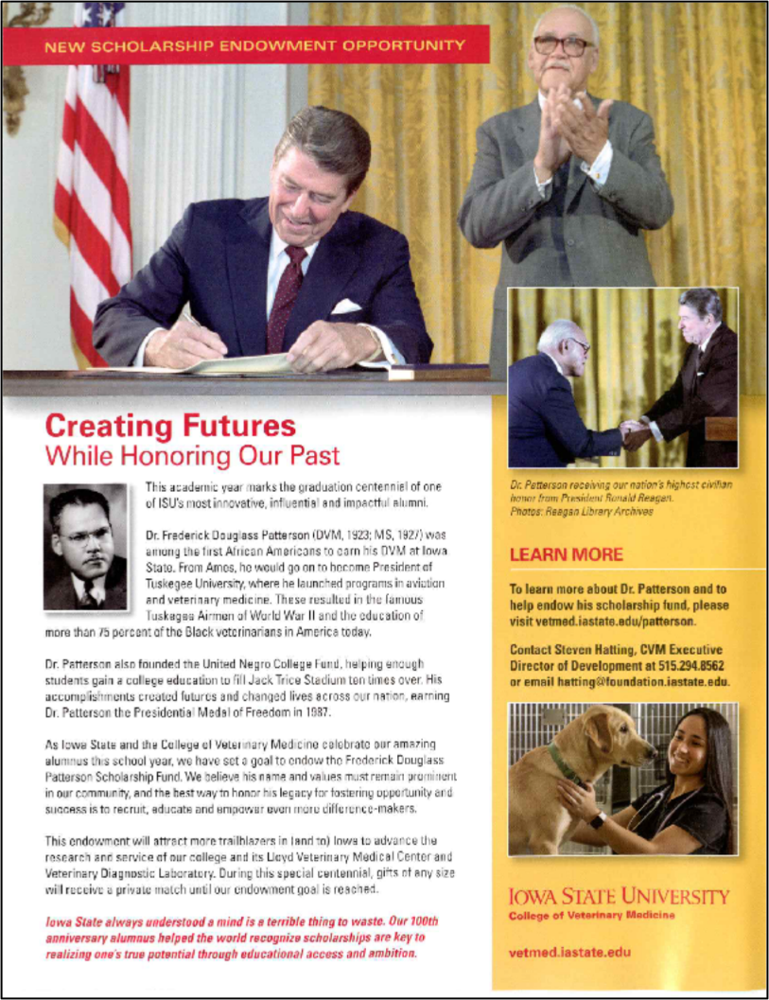 NEW SCHOLARSHIP ENDOWMENT OPPORTUNITY
Creating Futures
While Honoring Our Past
This academic year marks the graduation centennial of one
of ISU's most innovative, influential and impactful alumni.
Dr. Frederick Douglass Patterson (DVM, 1923; MS, 1927) was
among the first African Americans to earn his DVM at Iowa
State. From Ames, he would go on to become President of
Tuskegee University, where he launched programs in aviation
and veterinary medicine. These resulted in the famous
Tuskegee Airmen of World War II and the education of
more than 75 percent of the Black veterinarians in America today.
Dr. Patterson also founded the United Negro College Fund, helping enough
students gain a college education to fill Jack Trice Stadium ten times over. His
accomplishments created futures and changed lives across our nation, earning
Dr. Patterson the Presidential Medal of Freedom in 1987.
As Iowa State and the College of Veterinary Medicine celebrate our amazing
alumnus this school year, we have set a goal to endow the Frederick Douglass
Patterson Scholarship Fund. We believe his name and values must remain prominent
in our community, and the best way to honor his legacy for fostering opportunity and
success is to recruit, educate and empower even more difference-makers.
This endowment will attract more trailblazers in (and to) Iowa to advance the
research and service of our college and its Lloyd Veterinary Medical Center and
Veterinary Diagnostic Laboratory. During this special centennial, gifts of any size
will receive a private match until our endowment goal is reached.
Iowa State always understood a mind is a terrible thing to waste. Our 100th
anniversary alumnus helped the world recognize scholarships are key to
realizing one's true potential through educational access and ambition.
Dr. Patterson receiving our nation's highest civilian
honor from President Ronald Reagan.
Photos: Reagan Library Archives
LEARN MORE
To learn more about Dr. Patterson and to
help endow his scholarship fund, please
visit vetmed.iastate.edu/patterson.
Contact Steven Hatting, CVM Executive
Director of Development at 515.294.8562
or email hatting@foundation.iastate.edu.
IOWA STATE UNIVERSITY
College of Veterinary Medicine
vetmed.iastate.edu